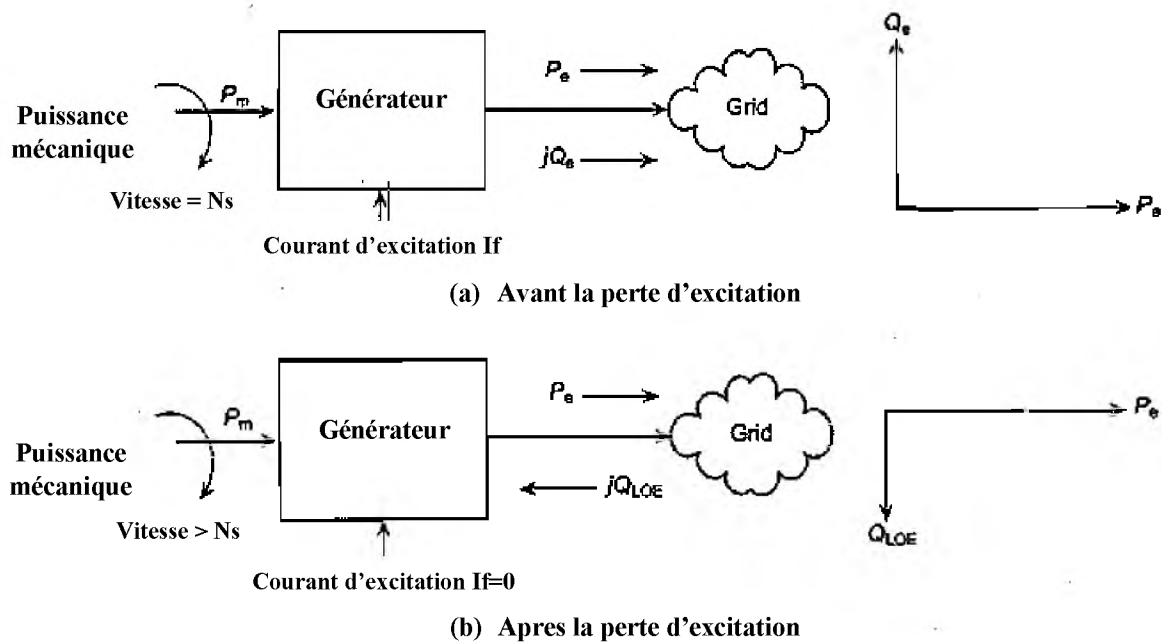 Puissance
mécanique
Pm
Vitesse = Ns
Générateur
Courant d'excitation If
Pe
jQe
Grid
Qe
Pe
(a) Avant la perte d'excitation
Puissance
mécanique
Pm
Vitesse > Ns
Générateur
Courant d'excitation If=0
Pe
jQLOE
Grid
Pe
QLOE
(b) Apres la perte d'excitation